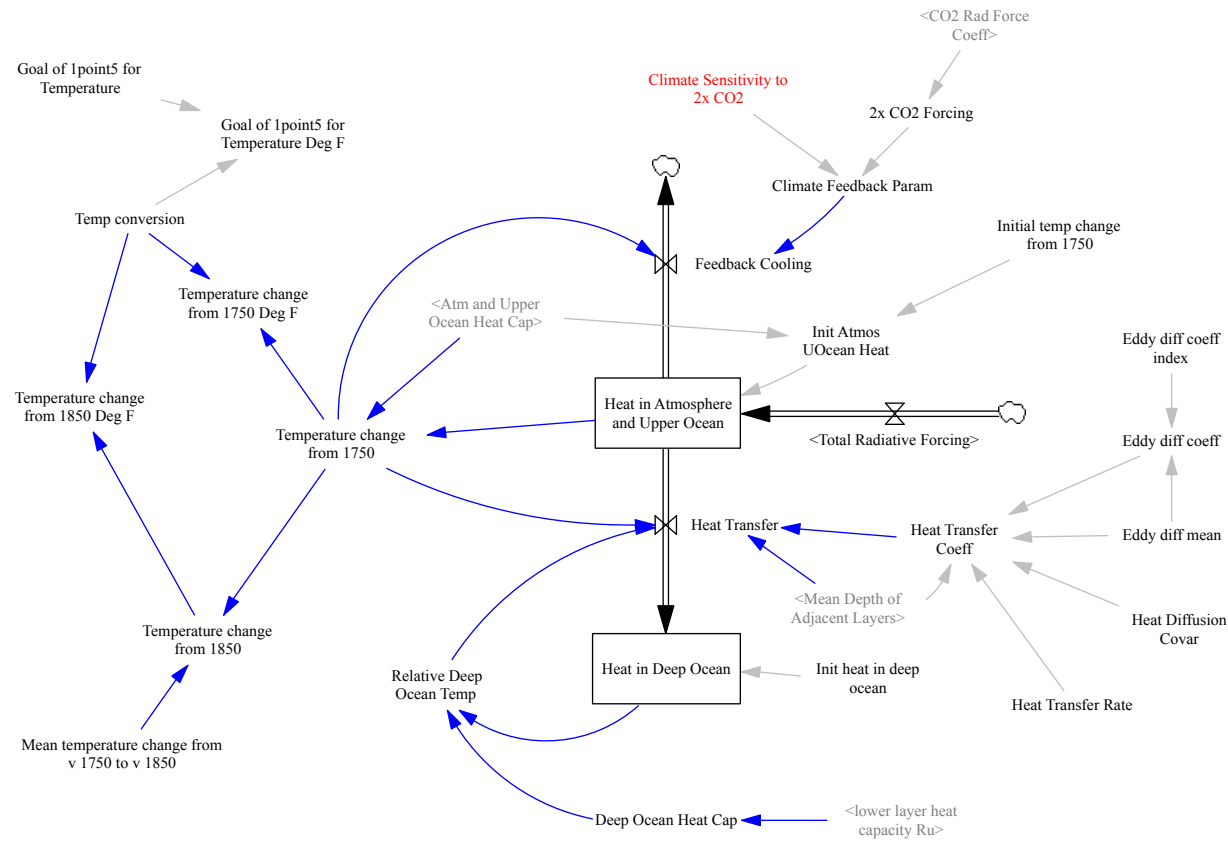 <CO2 Rad Force
Coeff>
Goal of 1point5 for
Temperature
Climate Sensitivity to
2x CO2
2x CO2 Forcing
Goal of 1point5 for
Temperature Deg F
Climate Feedback Param
Temp conversion
Initial temp change
from 1750
Feedback Cooling
Temperature change
from 1750 Deg F
<Atm and Upper
Ocean Heat Cap>
Init Atmos
UOcean Heat
Eddy diff coeff
index
Temperature change
from 1850 Deg F
Heat in Atmosphere
and Upper Ocean
Temperature change
from 1750
<Total Radiative Forcing>
Eddy diff coeff
Heat Transfer
Heat Transfer
Coeff
Eddy diff mean
<Mean Depth of
Adjacent Layers>
Heat Diffusion
Covar
Temperature change
from 1850
Relative Deep
Ocean Temp
Heat in Deep Ocean
Init heat in deep
ocean
Heat Transfer Rate
Mean temperature change from
v 1750 to v 1850
Deep Ocean Heat Cap
<lower layer heat
capacity Ru>